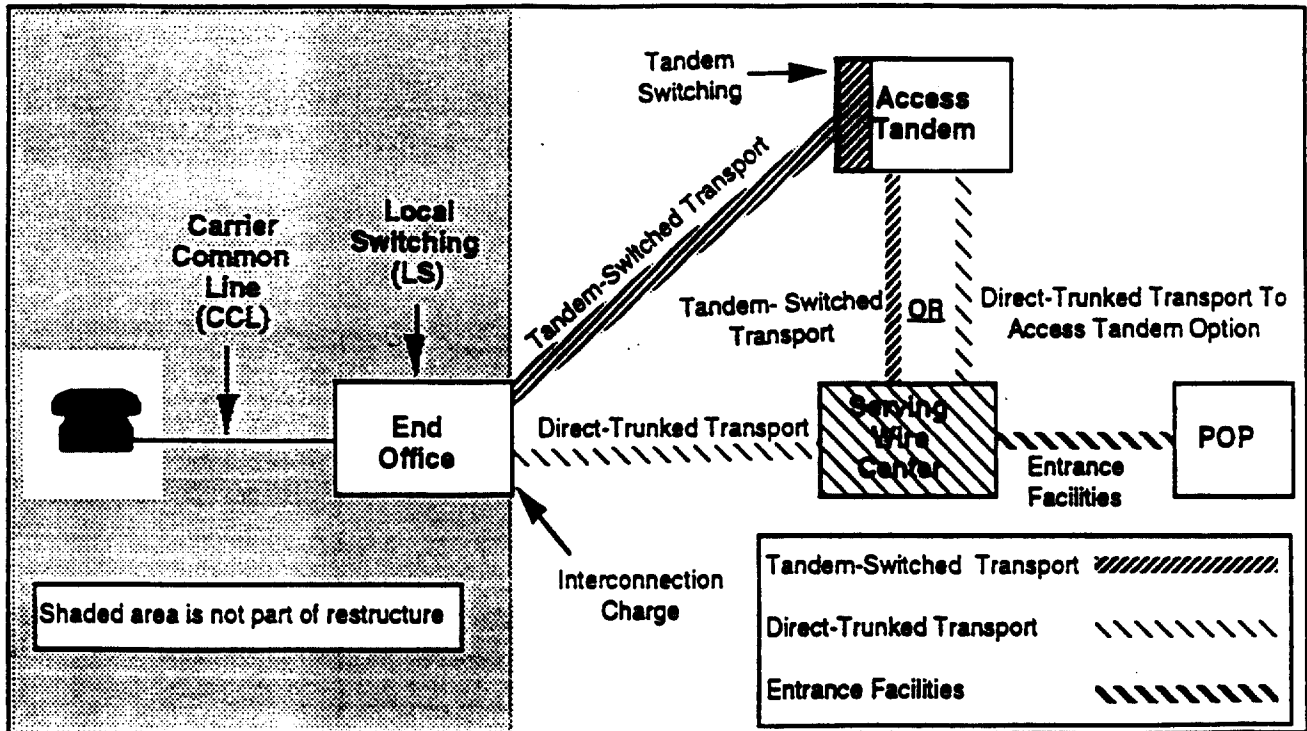 Tandem
Switching
Access
Tandem
Tandem-Switched Transport
Carrier
Common
Line
(CCL)
Local
Switching
(LS)
Tandem- Switched
Transport
OR
Direct-Trunked Transport To
Access Tandem Option
End
Office
Direct-Trunked Transport
Serving
Wire
Center
Entrance
Facilities
POP
Interconnection
Charge
Shaded area is not part of restructure
Tandem-Switched Transport
Direct-Trunked Transport
Entrance Facilities